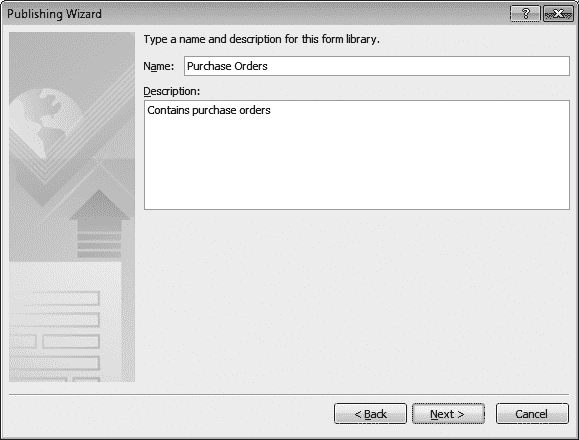 Publishing Wizard
?
Type a name and description for this form library.
Name: Purchase Orders
Description:
Contains purchase orders
< Back Next > Cancel